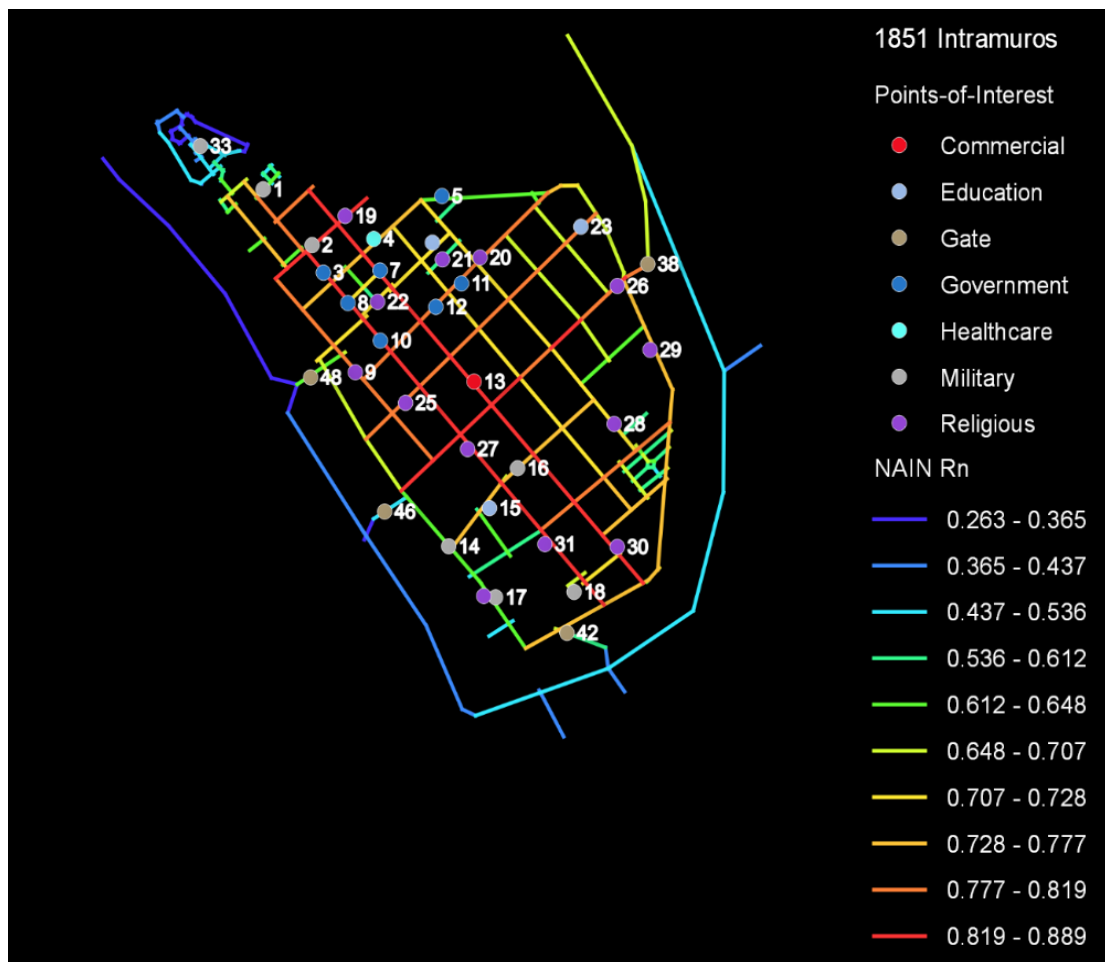 1851 Intramuros
Points-of-Interest
Commercial
Education
Gate
Government
Healthcare
Military
Religious
NAIN Rn
0.263 - 0.365
0.365 - 0.437
0.437 - 0.536
0.536 - 0.612
0.612 - 0.648
0.648 - 0.707
0.707 - 0.728
0.728 - 0.777
0.777 - 0.819
0.819 - 0.889
33
1
5
19
23
4
2
21
20
38
3
7
11
26
8
22
12
10
29
9
48
13
25
28
27
16
15
46
14
31
30
18
17
42